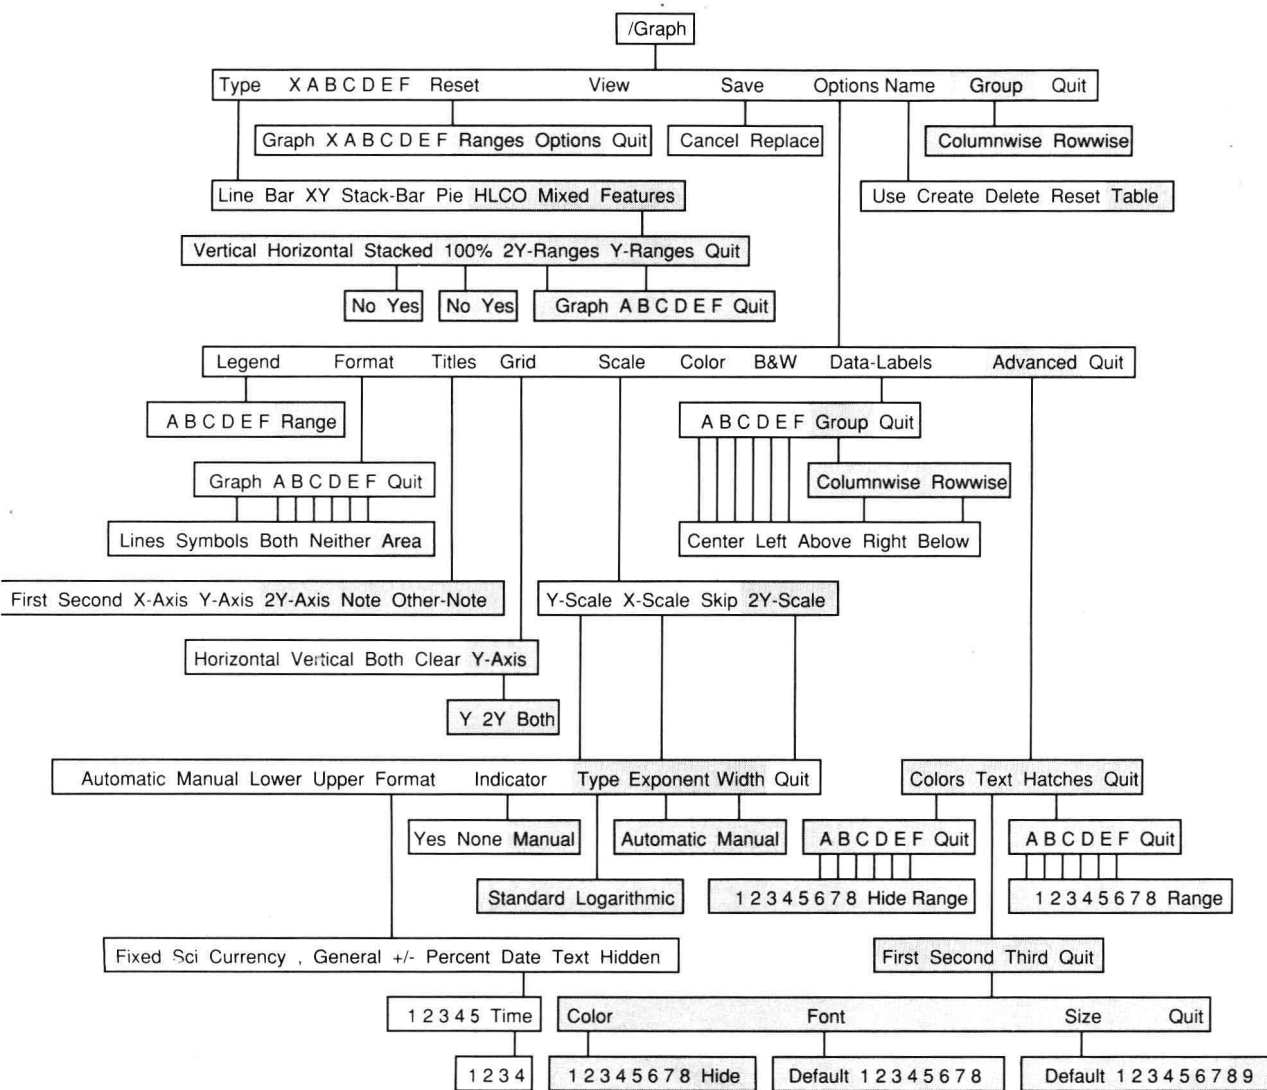 /Graph
Type X A B C D E F Reset View Save Options Name Group Quit
Graph X A B C D E F Ranges Options Quit
Cancel Replace
Columnwise Rowwise
Line Bar XY Stack-Bar Pie HLCO Mixed Features
Use Create Delete Reset Table
Vertical Horizontal Stacked 100% 2Y-Ranges Y-Ranges Quit
No Yes
No Yes
Graph A B C D E F Quit
Legend Format Titles Grid Scale Color B&W Data-Labels Advanced Quit
A B C D E F Range
A B C D E F Group Quit
Graph A B C D E F Quit
Columnwise Rowwise
Lines Symbols Both Neither Area
Center Left Above Right Below
First Second X-Axis Y-Axis 2Y-Axis Note Other-Note
Y-Scale X-Scale Skip 2Y-Scale
Horizontal Vertical Both Clear Y-Axis
Y 2Y Both
Automatic Manual Lower Upper Format Indicator Type Exponent Width Quit
Colors Text Hatches Quit
Yes None Manual
Automatic Manual
A B C D E F Quit
A B C D E F Quit
Standard Logarithmic
1 2 3 4 5 6 7 8 Hide Range
1 2 3 4 5 6 7 8 Range
Fixed Sci Currency , General +/- Percent Date Text Hidden
First Second Third Quit
1 2 3 4 5 Time
Color Font Size Quit
1 2 3 4
1 2 3 4 5 6 7 8 Hide
Default 1 2 3 4 5 6 7 8
Default 1 2 3 4 5 6 7 8 9